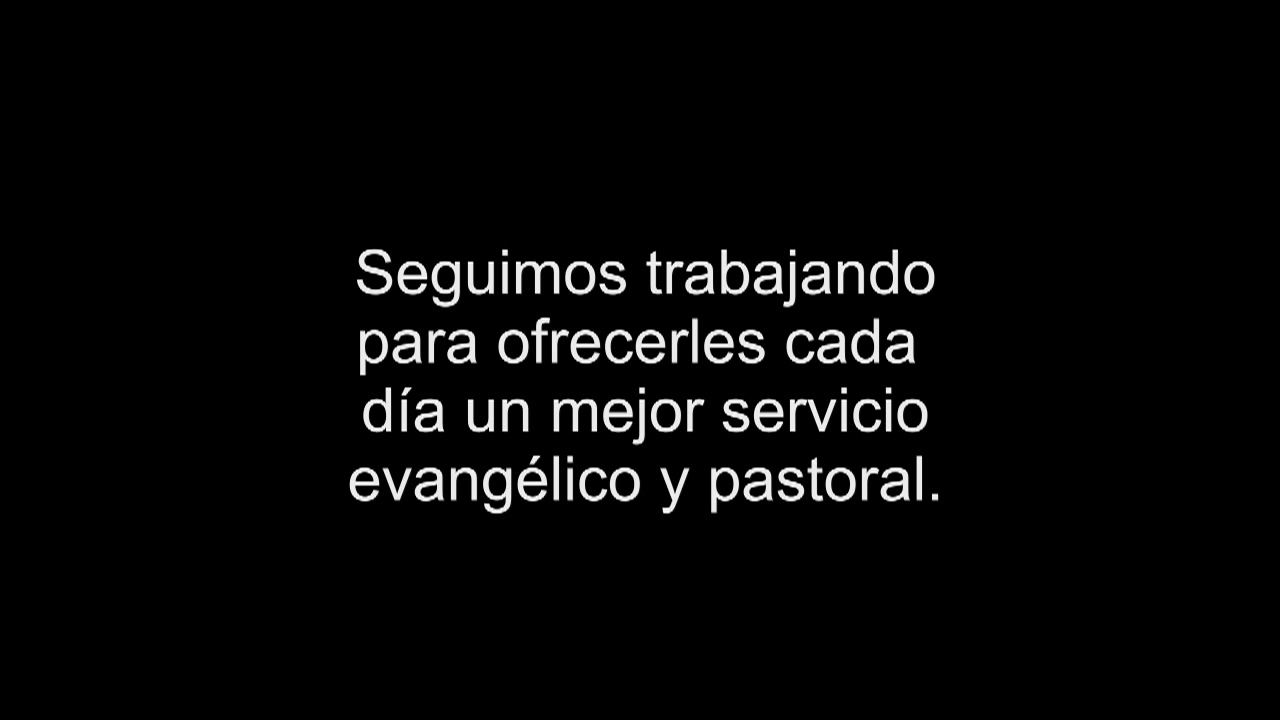 Seguimos trabajando
para ofrecerles cada
día un mejor servicio
evangélico y pastoral.